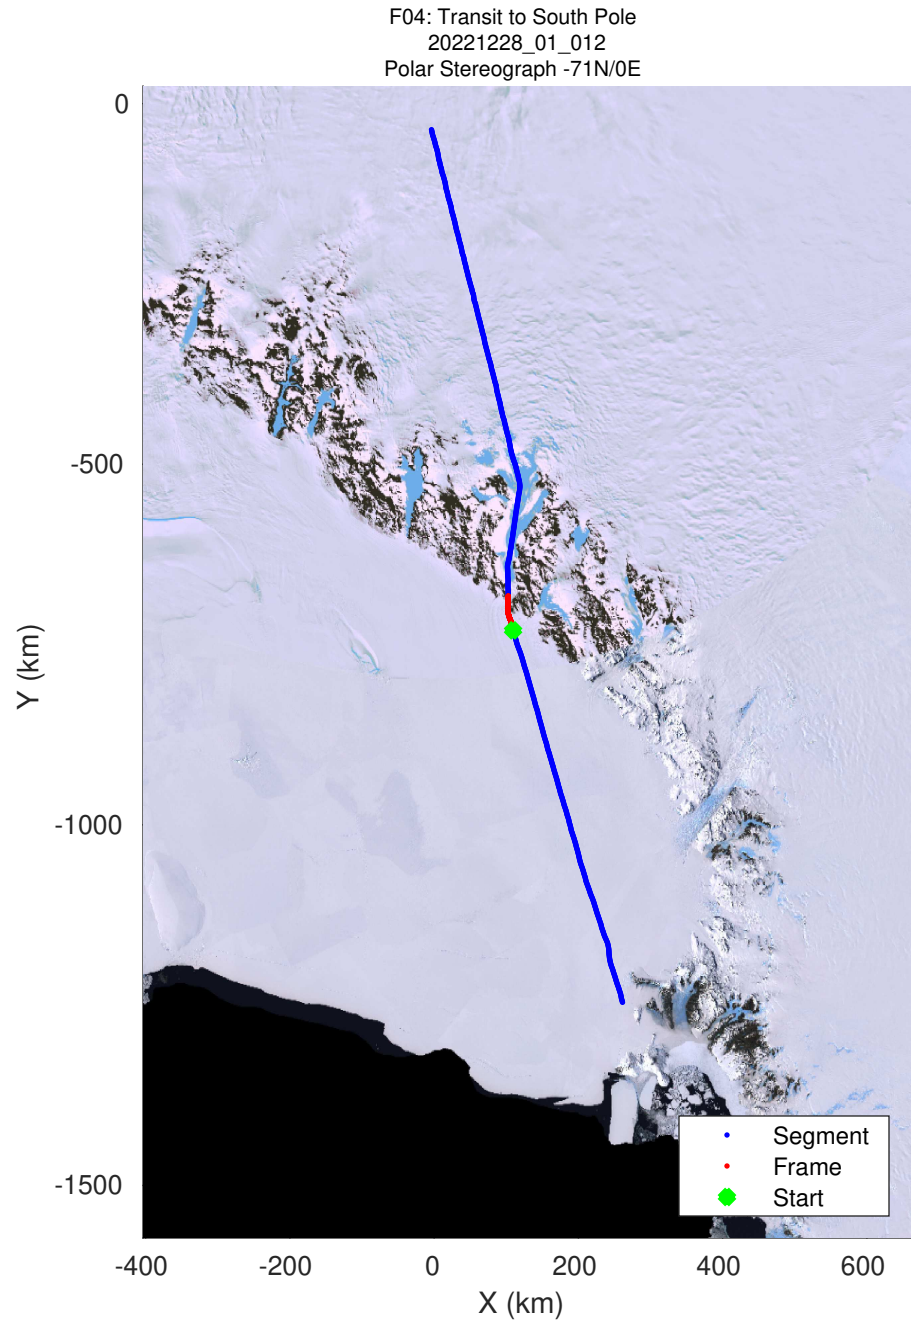 F04: Transit to South Pole
20221228_01_012
Polar Stereograph -71N/0E
0
-500
-1000
-1500
Y (km)
-400
-200
0
200
400
600
X (km)
Segment
Frame
Start